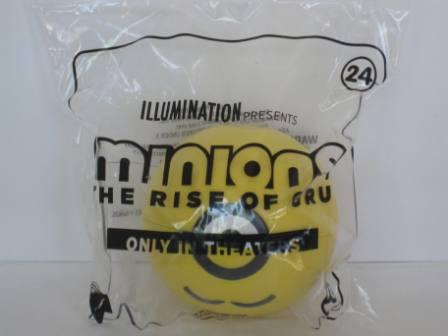 24
ILLUMINATION PRESENTS
minions
THE RISE OF GRU
ONLY IN THEATERS